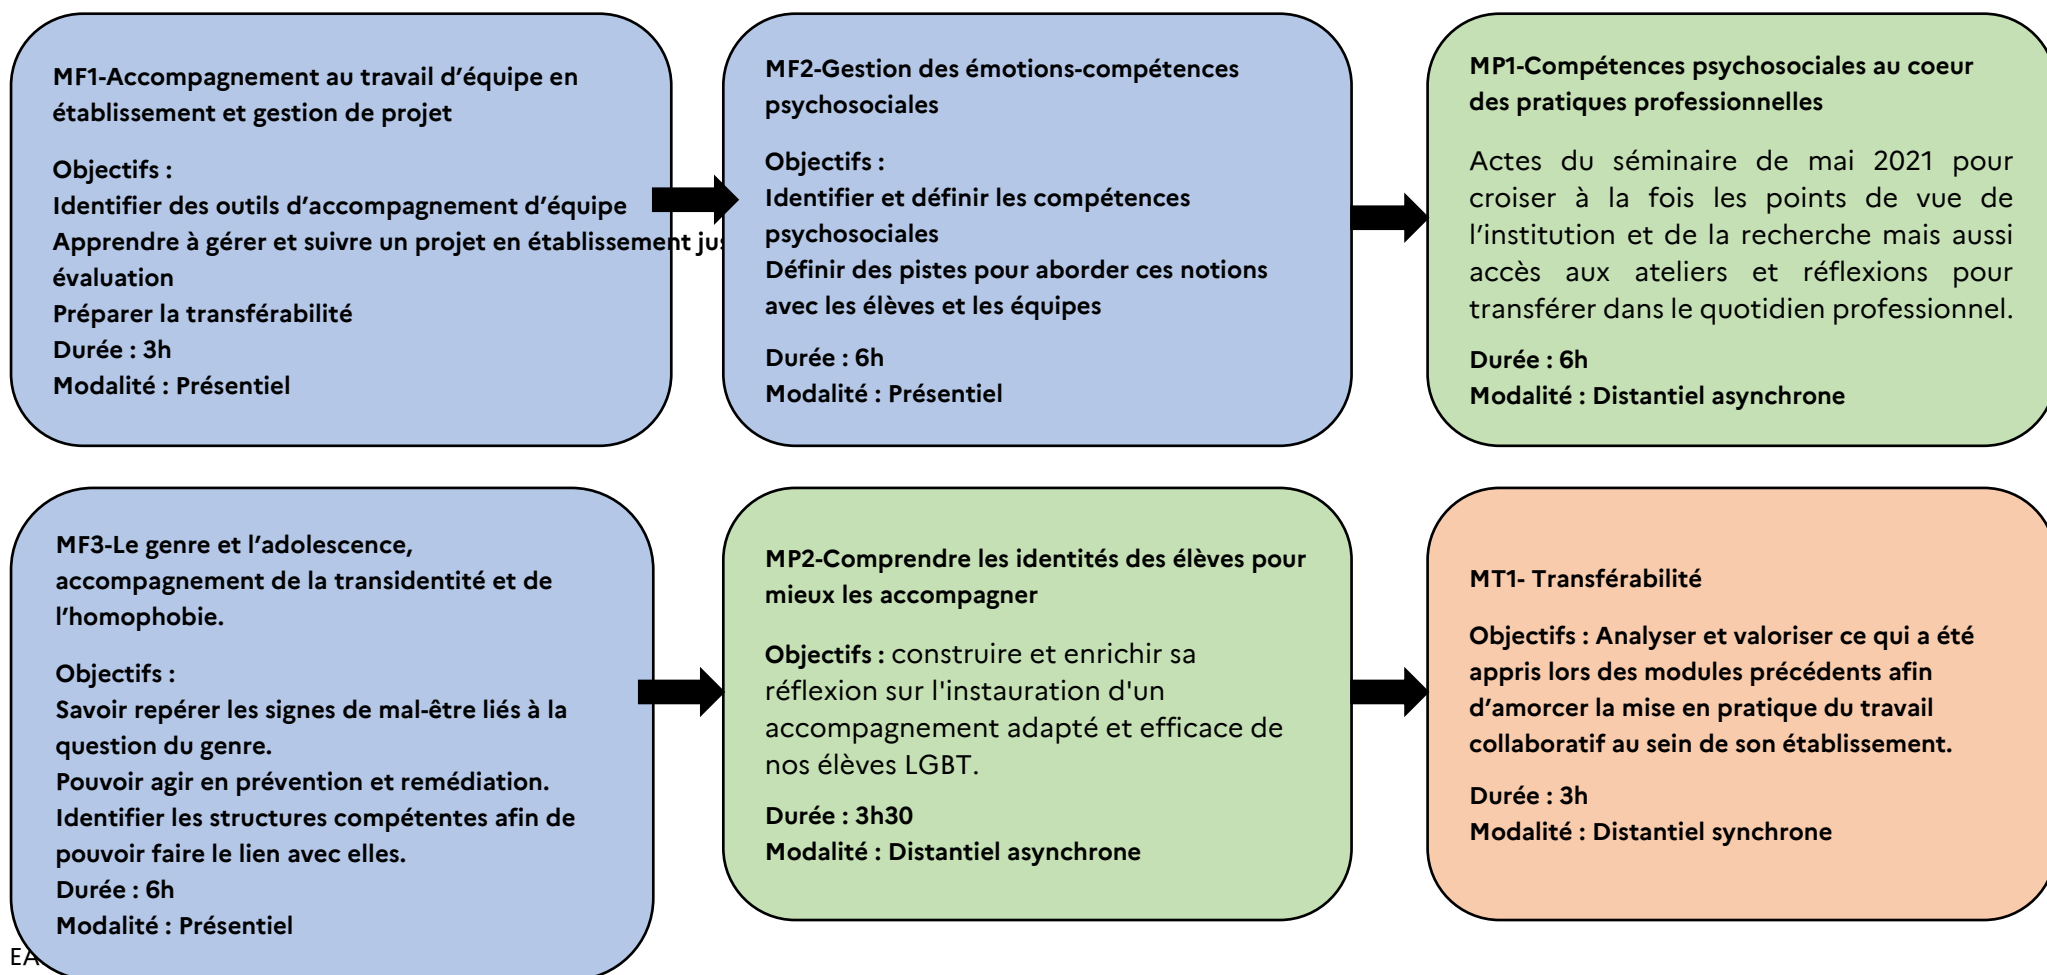 MF1-Accompagnement au travail d’équipe en
établissement et gestion de projet
Objectifs :
Identifier des outils d’accompagnement d’équipe
Apprendre à gérer et suivre un projet en établissement
évaluation
Préparer la transférabilité
Durée : 3h
Modalité : Présentiel
MF2-Gestion des émotions-compétences
psychosociales
Objectifs :
Identifier et définir les compétences
psychosociales
Définir des pistes pour aborder ces notions
avec les élèves et les équipes
Durée : 6h
Modalité : Présentiel
MP1-Compétences psychosociales au coeur
des pratiques professionnelles
Actes du séminaire de mai 2021 pour
croiser à la fois les points de vue de
l’institution et de la recherche mais aussi
accès aux ateliers et réflexions pour
transférer dans le quotidien professionnel.
Durée : 6h
Modalité : Distantiel asynchrone
MF3-Le genre et l’adolescence,
accompagnement de la transidentité et de
l’homophobie.
Objectifs :
Savoir repérer les signes de mal-être liés à la
question du genre.
Pouvoir agir en prévention et remédiation.
Identifier les structures compétentes afin de
pouvoir faire le lien avec elles.
Durée : 6h
Modalité : Présentiel
MP2-Comprendre les identités des élèves pour
mieux les accompagner
Objectifs : construire et enrichir sa
réflexion sur l'instauration d'un
accompagnement adapté et efficace de
nos élèves LGBT.
Durée : 3h30
Modalité : Distantiel asynchrone
MT1- Transférabilité
Objectifs : Analyser et valoriser ce qui a été
appris lors des modules précédents afin
d’amorcer la mise en pratique du travail
collaboratif au sein de son établissement.
Durée : 3h
Modalité : Distantiel synchrone